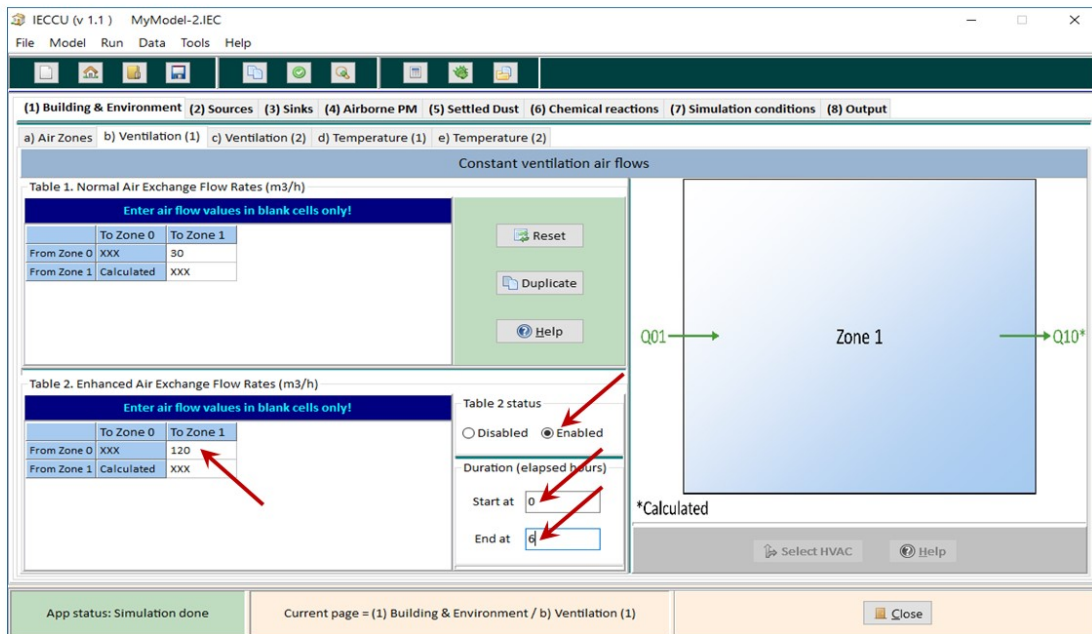 IECCU (v 1.1 ) MyModel-2.IEC
File Model Run Data Tools Help
(1) Building & Environment (2) Sources (3) Sinks (4) Airborne PM (5) Settled Dust (6) Chemical reactions (7) Simulation conditions (8) Output
a) Air Zones b) Ventilation (1) c) Ventilation (2) d) Temperature (1) e) Temperature (2)
Constant ventilation air flows
Table 1. Normal Air Exchange Flow Rates (m3/h)
Enter air flow values in blank cells only!
To Zone 0 To Zone 1
From Zone 0 XXX 30
From Zone 1 Calculated XXX
Reset
Duplicate
Help
Table 2. Enhanced Air Exchange Flow Rates (m3/h)
Enter air flow values in blank cells only!
To Zone 0 To Zone 1
From Zone 0 XXX 120
From Zone 1 Calculated XXX
Table 2 status
Disabled Enabled
Duration (elapsed hours)
Start at 0
End at 6
Q01 Zone 1 Q10*
*Calculated
Select HVAC Help
App status: Simulation done Current page = (1) Building & Environment / b) Ventilation (1) Close